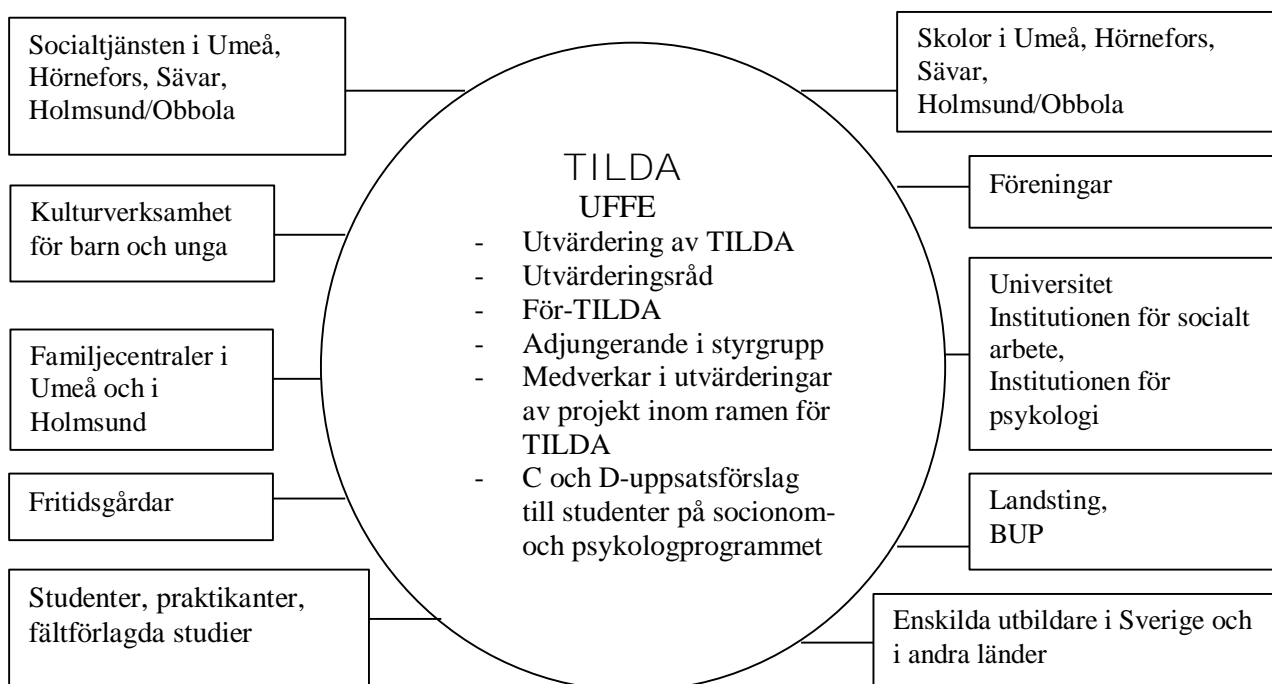 Socialtjänsten i Umeå,
Hörnefors, Sävar,
Holmsund/Obbola
Kulturverksamhet
för barn och unga
Familjecentraler i
Umeå och i
Holmsund
Fritidsgårdar
Studenter, praktikanter,
fältförlagda studier
TILDA
UFFE
- Utvärdering av TILDA
- Utvärderingsråd
- För-TILDA
- Adjungerande i styrgrupp
- Medverkar i utvärderingar
av projekt inom ramen för
TILDA
- C och D-uppsatsförslag
till studenter på socionom-
och psykologprogrammet
Skolor i Umeå, Hörnefors,
Sävar,
Holmsund/Obbola
Föreningar
Universitet
Institutionen för socialt
arbete,
Institutionen för
psykologi
Landsting,
BUP
Enskilda utbildare i Sverige och
i andra länder